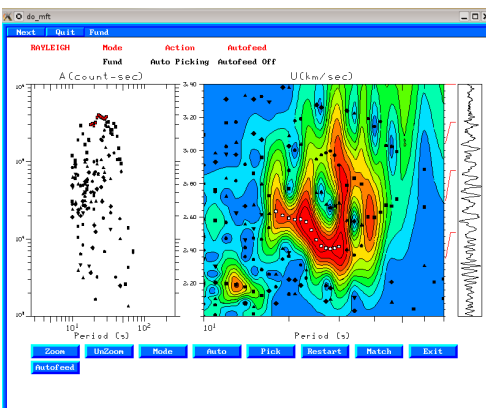 do_mft
Next Quit Fund
RAYLEIGH Mode Action Autofeed
Fund Auto Picking Autofeed Off
A(count-sec) U(km/sec)
3.40
3.20
3.00
2.60
2.40
2.20
10¹ 10² 10¹
Period (s) Period (s)
Zoom UnZoom Mode Auto Pick Restart Match Exit
Autofeed